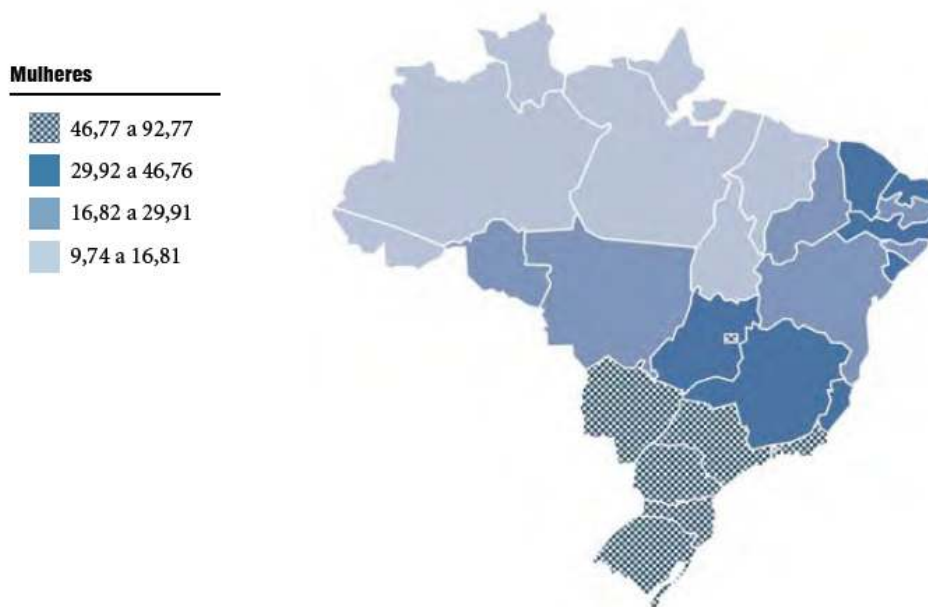 Mulheres
46,77 a 92,77
29,92 a 46,76
16,82 a 29,91
9,74 a 16,81